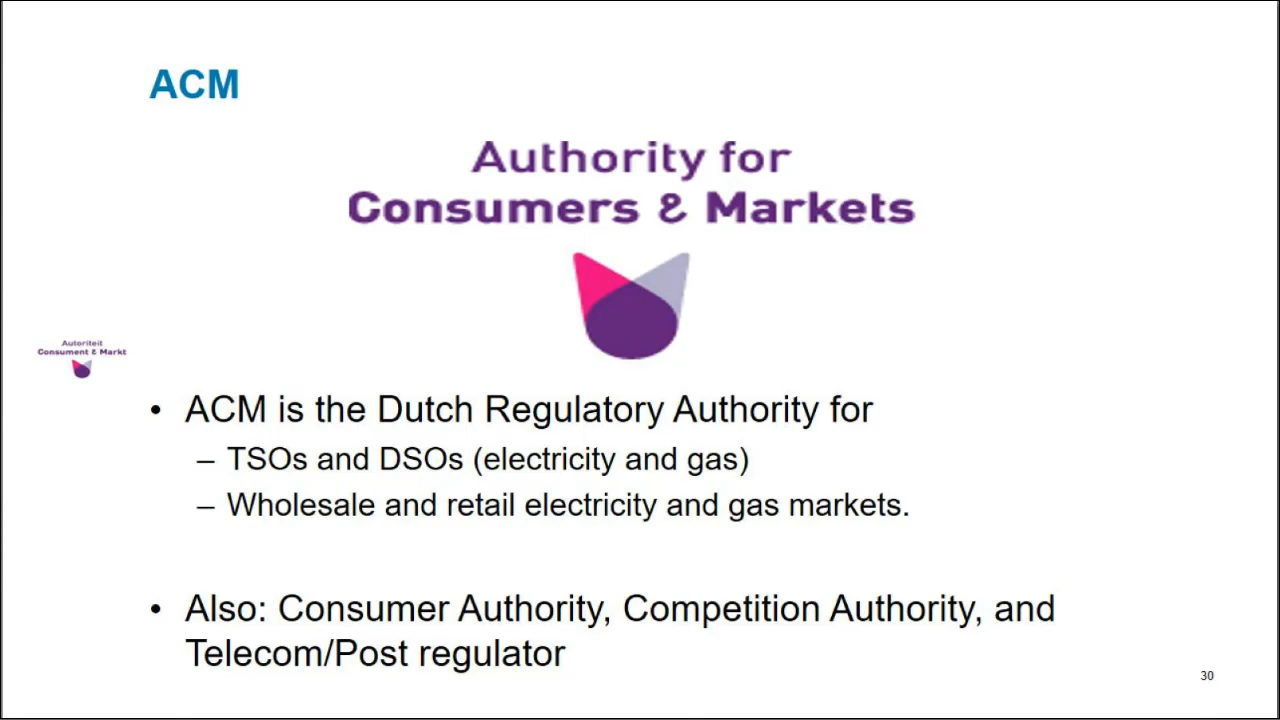 ACM
Authority for
Consumers & Markets
Autoriteit
Consument & Markt
• ACM is the Dutch Regulatory Authority for
– TSOs and DSOs (electricity and gas)
– Wholesale and retail electricity and gas markets.
• Also: Consumer Authority, Competition Authority, and
Telecom/Post regulator
30